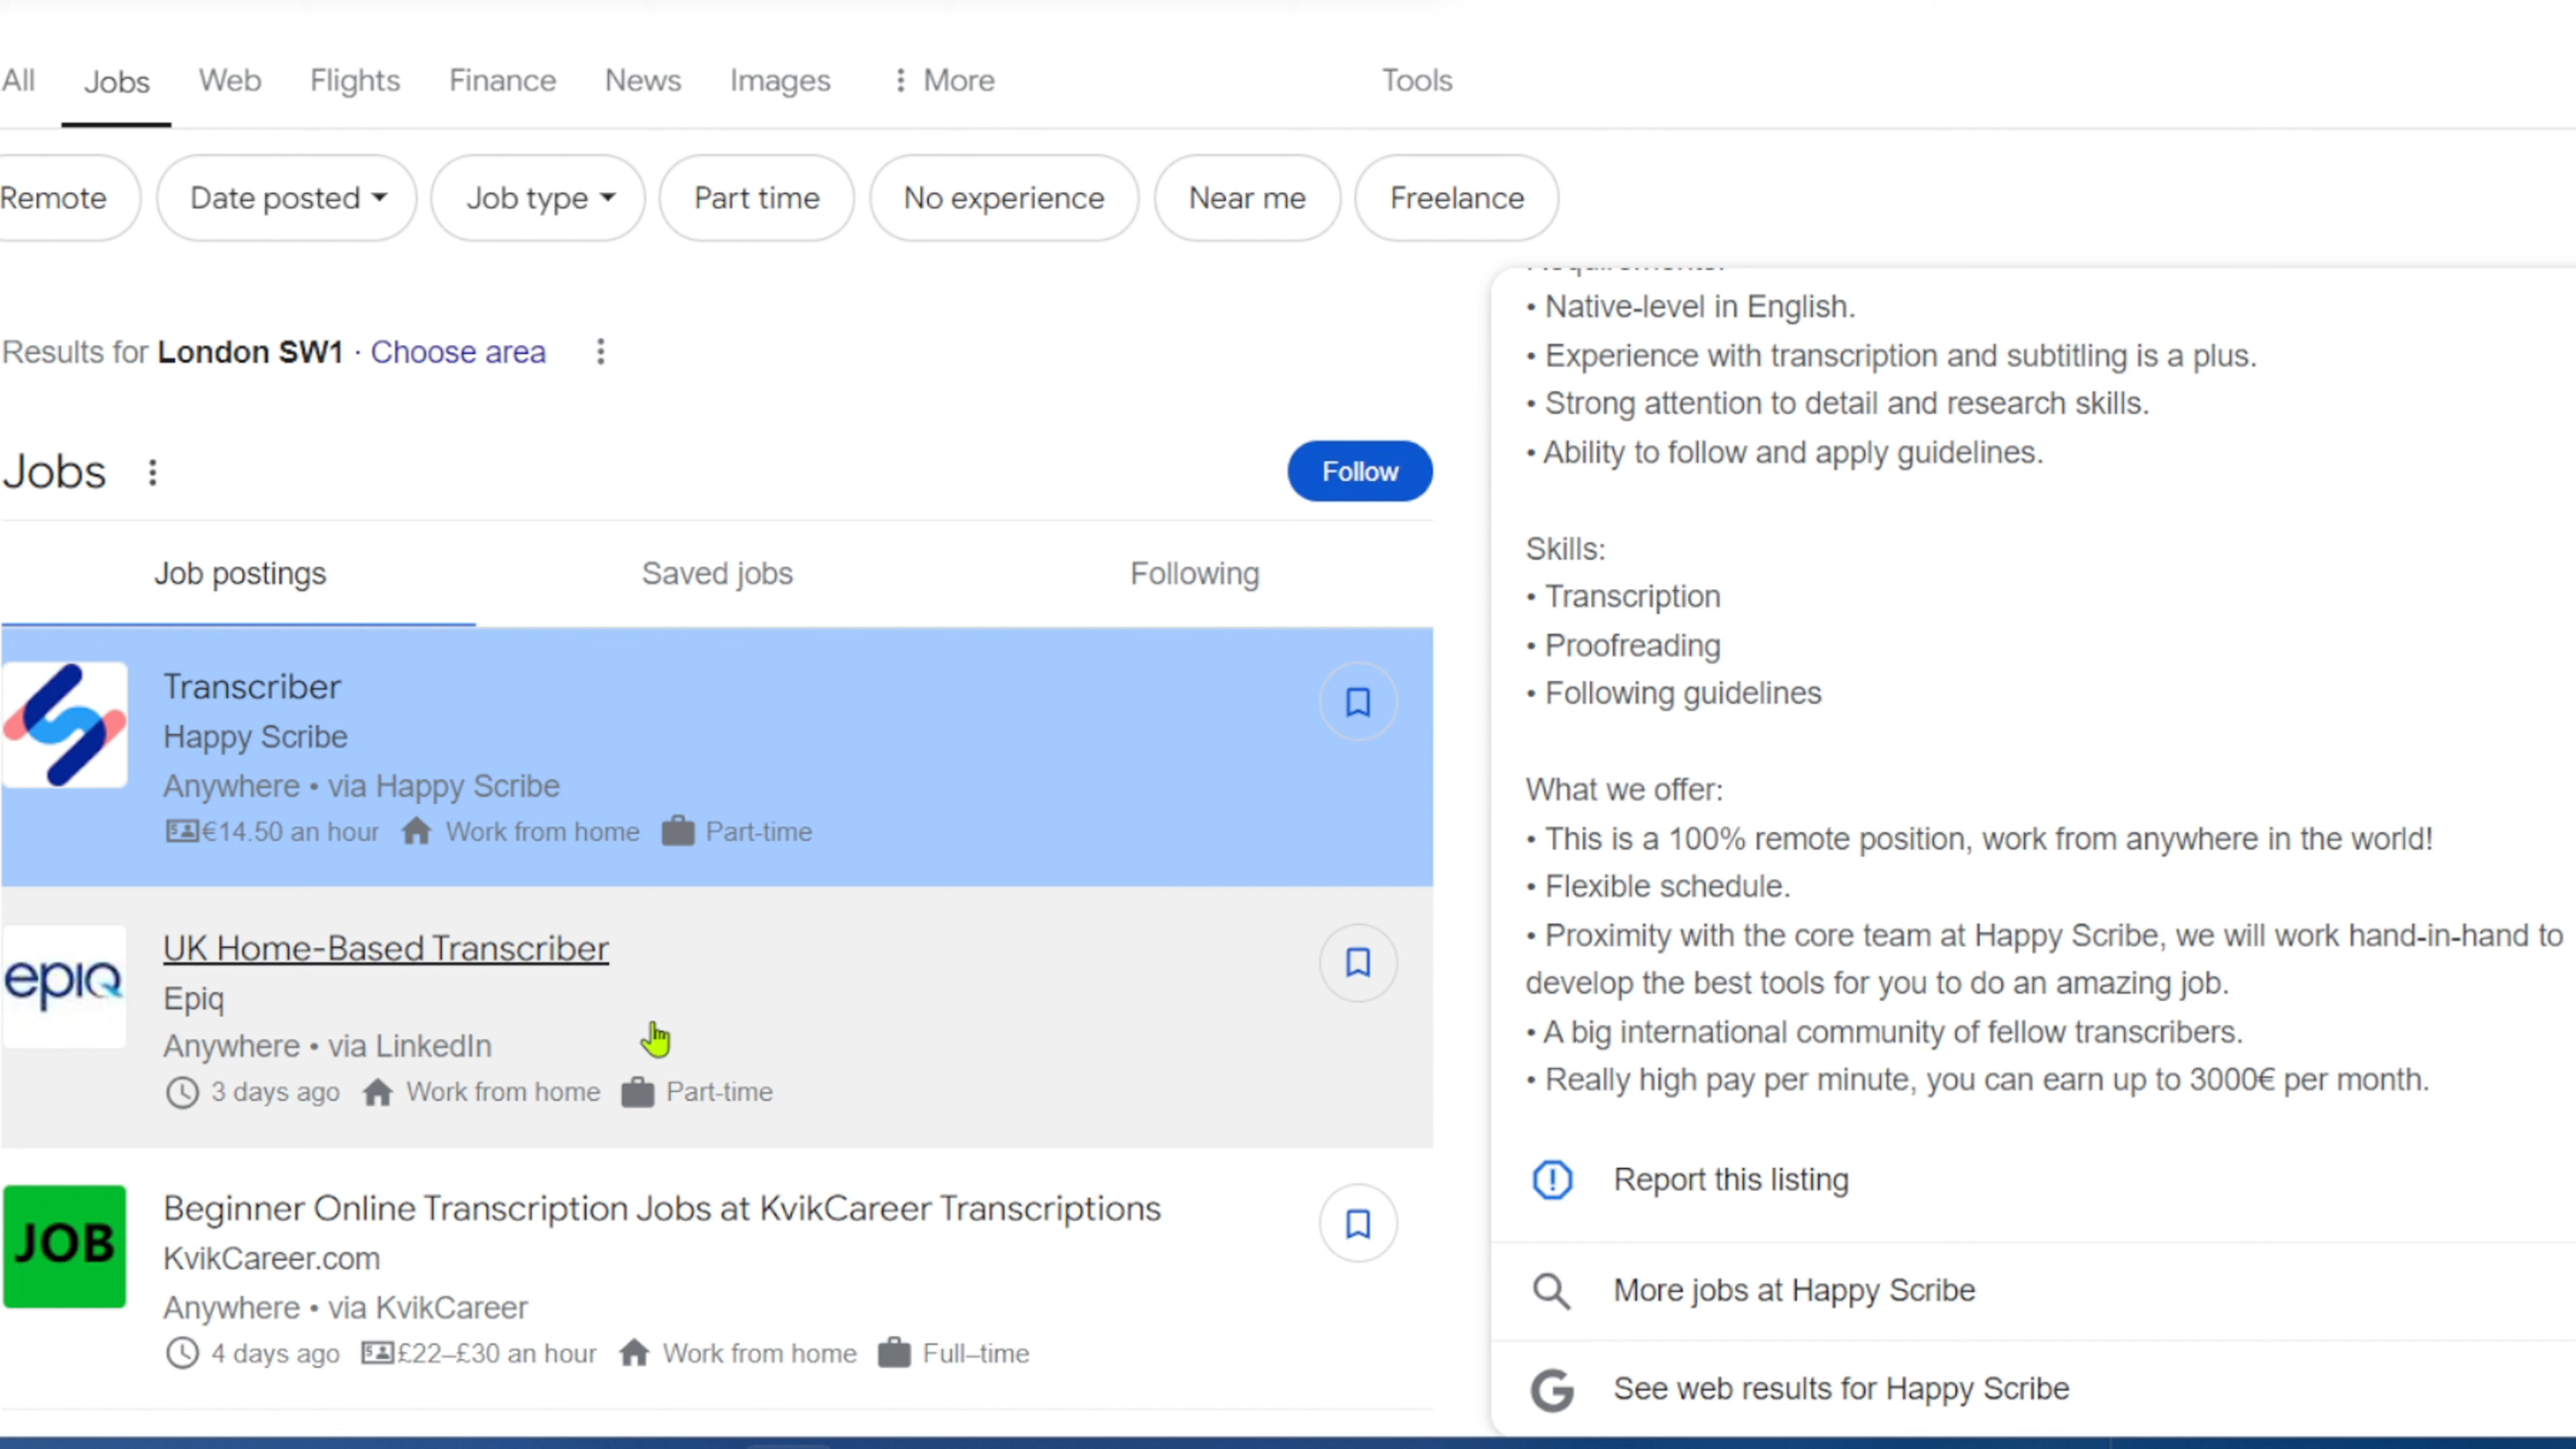 All Jobs Web Flights Finance News Images More Tools
Remote Date posted Job type Part time No experience Near me Freelance
Results for London SW1 · Choose area
Jobs
Follow
Job postings Saved jobs Following
Transcriber
Happy Scribe
Anywhere • via Happy Scribe
€14.50 an hour Work from home Part-time
epiq
UK Home-Based Transcriber
Epiq
Anywhere • via LinkedIn
3 days ago Work from home Part-time
JOB
Beginner Online Transcription Jobs at KvikCareer Transcriptions
KvikCareer.com
Anywhere • via KvikCareer
4 days ago £22–£30 an hour Work from home Full–time
• Native-level in English.
• Experience with transcription and subtitling is a plus.
• Strong attention to detail and research skills.
• Ability to follow and apply guidelines.
Skills:
• Transcription
• Proofreading
• Following guidelines
What we offer:
• This is a 100% remote position, work from anywhere in the world!
• Flexible schedule.
• Proximity with the core team at Happy Scribe, we will work hand-in-hand to
develop the best tools for you to do an amazing job.
• A big international community of fellow transcribers.
• Really high pay per minute, you can earn up to 3000€ per month.
Report this listing
More jobs at Happy Scribe
See web results for Happy Scribe